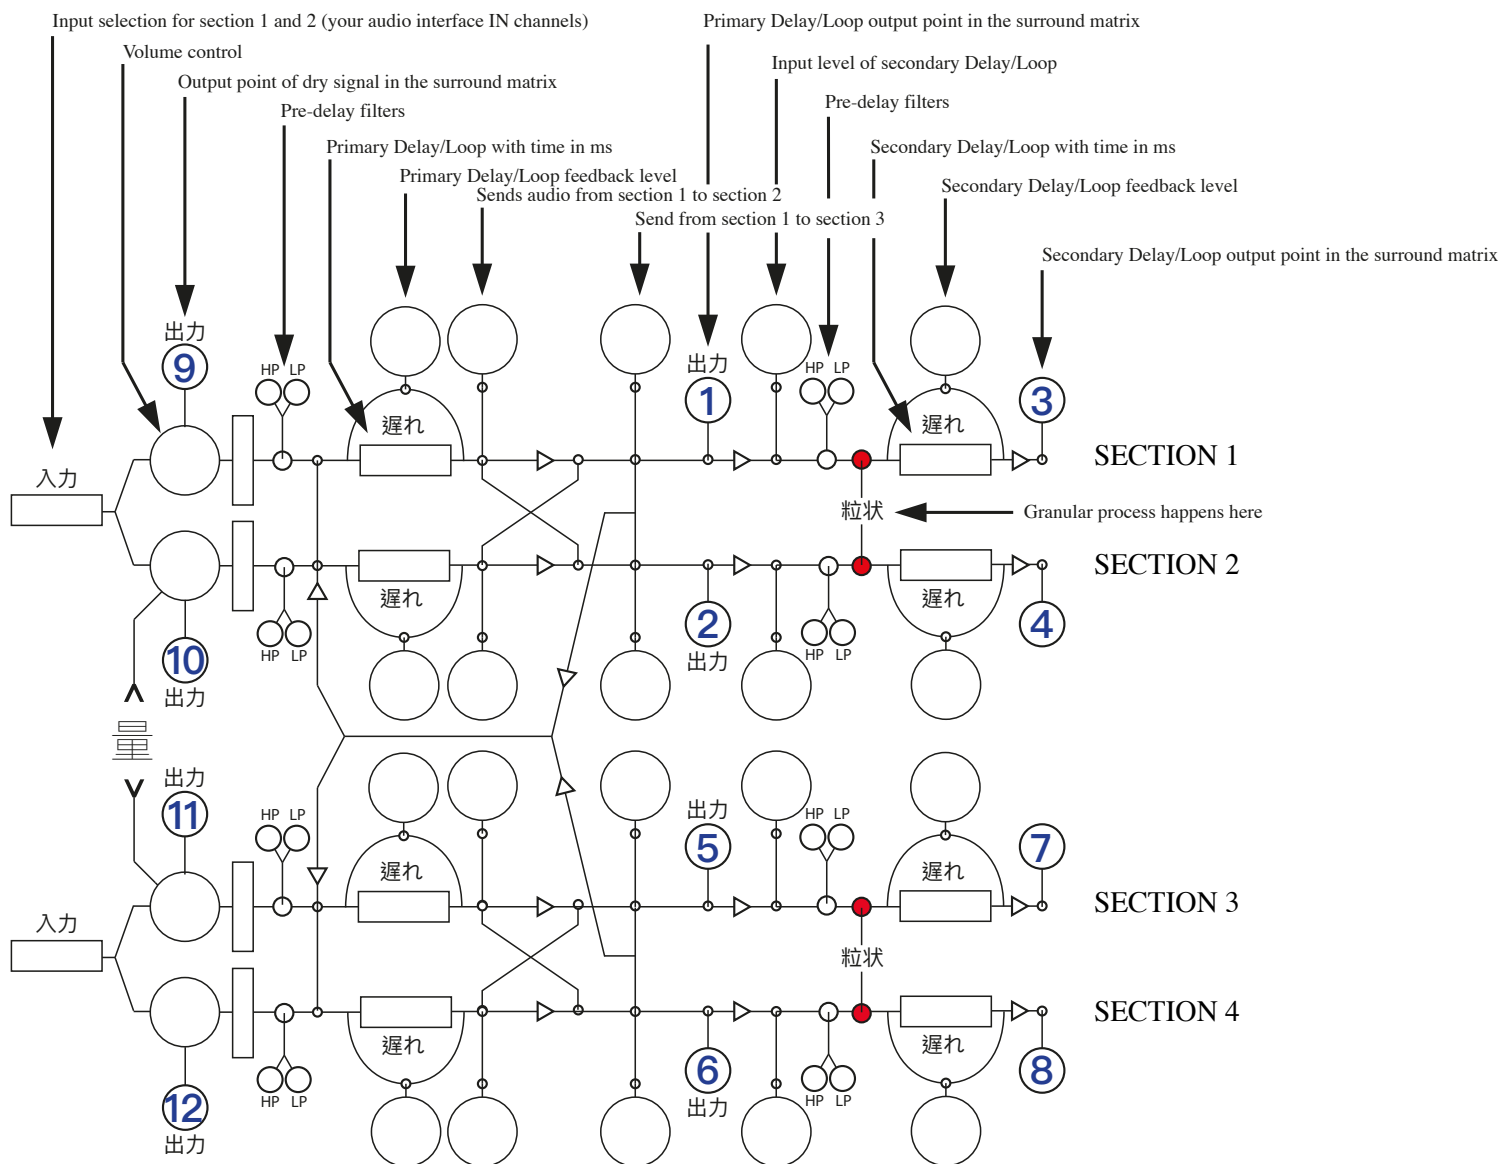 Input selection for section 1 and 2 (your audio interface IN channels)
Primary Delay/Loop output point in the surround matrix
Volume control
Input level of secondary Delay/Loop
Output point of dry signal in the surround matrix
Pre-delay filters
Pre-delay filters
Primary Delay/Loop with time in ms
Secondary Delay/Loop with time in ms
Primary Delay/Loop feedback level
Secondary Delay/Loop feedback level
Sends audio from section 1 to section 2
Send from section 1 to section 3
Secondary Delay/Loop output point in the surround matrix
出力
9
HP LP
出力
1
HP LP
3
遅れ
遅れ
SECTION 1
入力
粒状
Granular process happens here
SECTION 2
遅れ
遅れ
2
4
HP LP
HP LP
10
出力
出力
量
出力
11
HP LP
出力
5
HP LP
7
遅れ
遅れ
SECTION 3
入力
粒状
SECTION 4
遅れ
遅れ
6
8
HP LP
HP LP
12
出力
出力